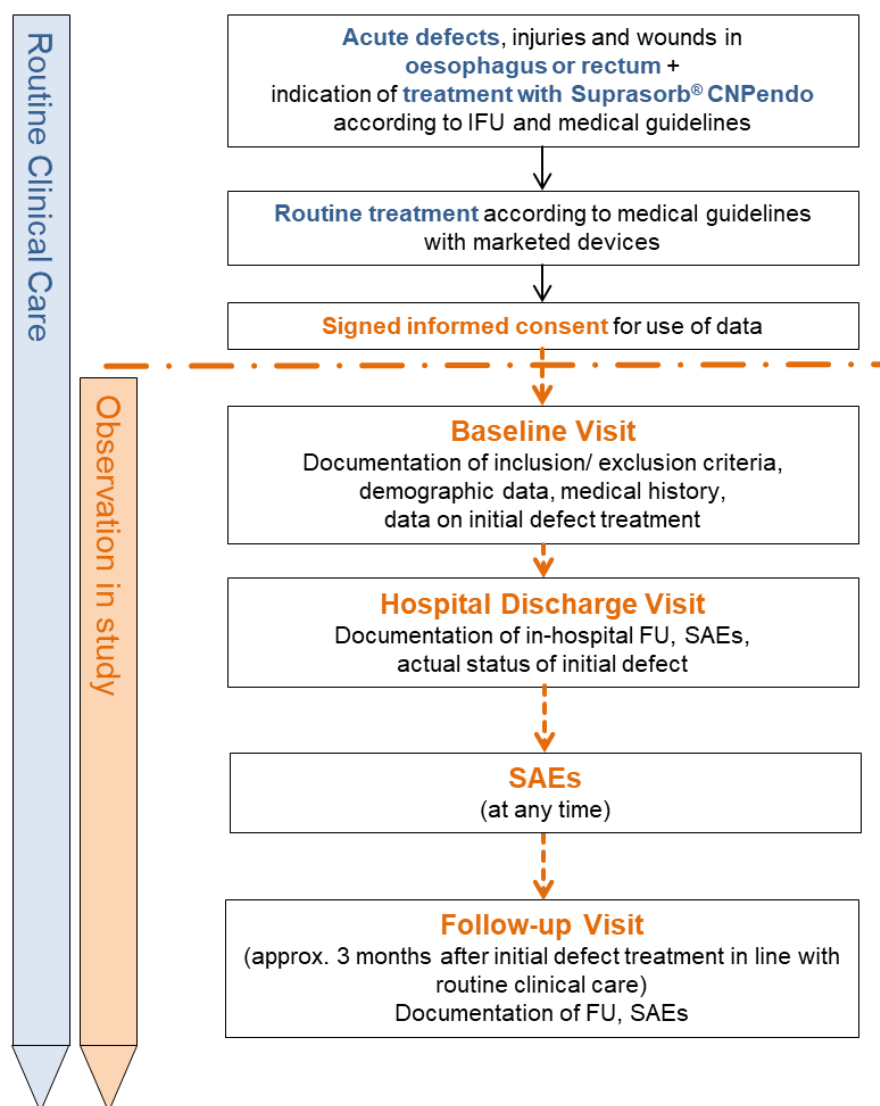 Routine Clinical Care
Observation in study
Acute defects, injuries and wounds in
oesophagus or rectum +
indication of treatment with Suprasorb® CNPendo
according to IFU and medical guidelines
Routine treatment according to medical guidelines
with marketed devices
Signed informed consent for use of data
Baseline Visit
Documentation of inclusion/ exclusion criteria,
demographic data, medical history,
data on initial defect treatment
Hospital Discharge Visit
Documentation of in-hospital FU, SAEs,
actual status of initial defect
SAEs
(at any time)
Follow-up Visit
(approx. 3 months after initial defect treatment in line with
routine clinical care)
Documentation of FU, SAEs